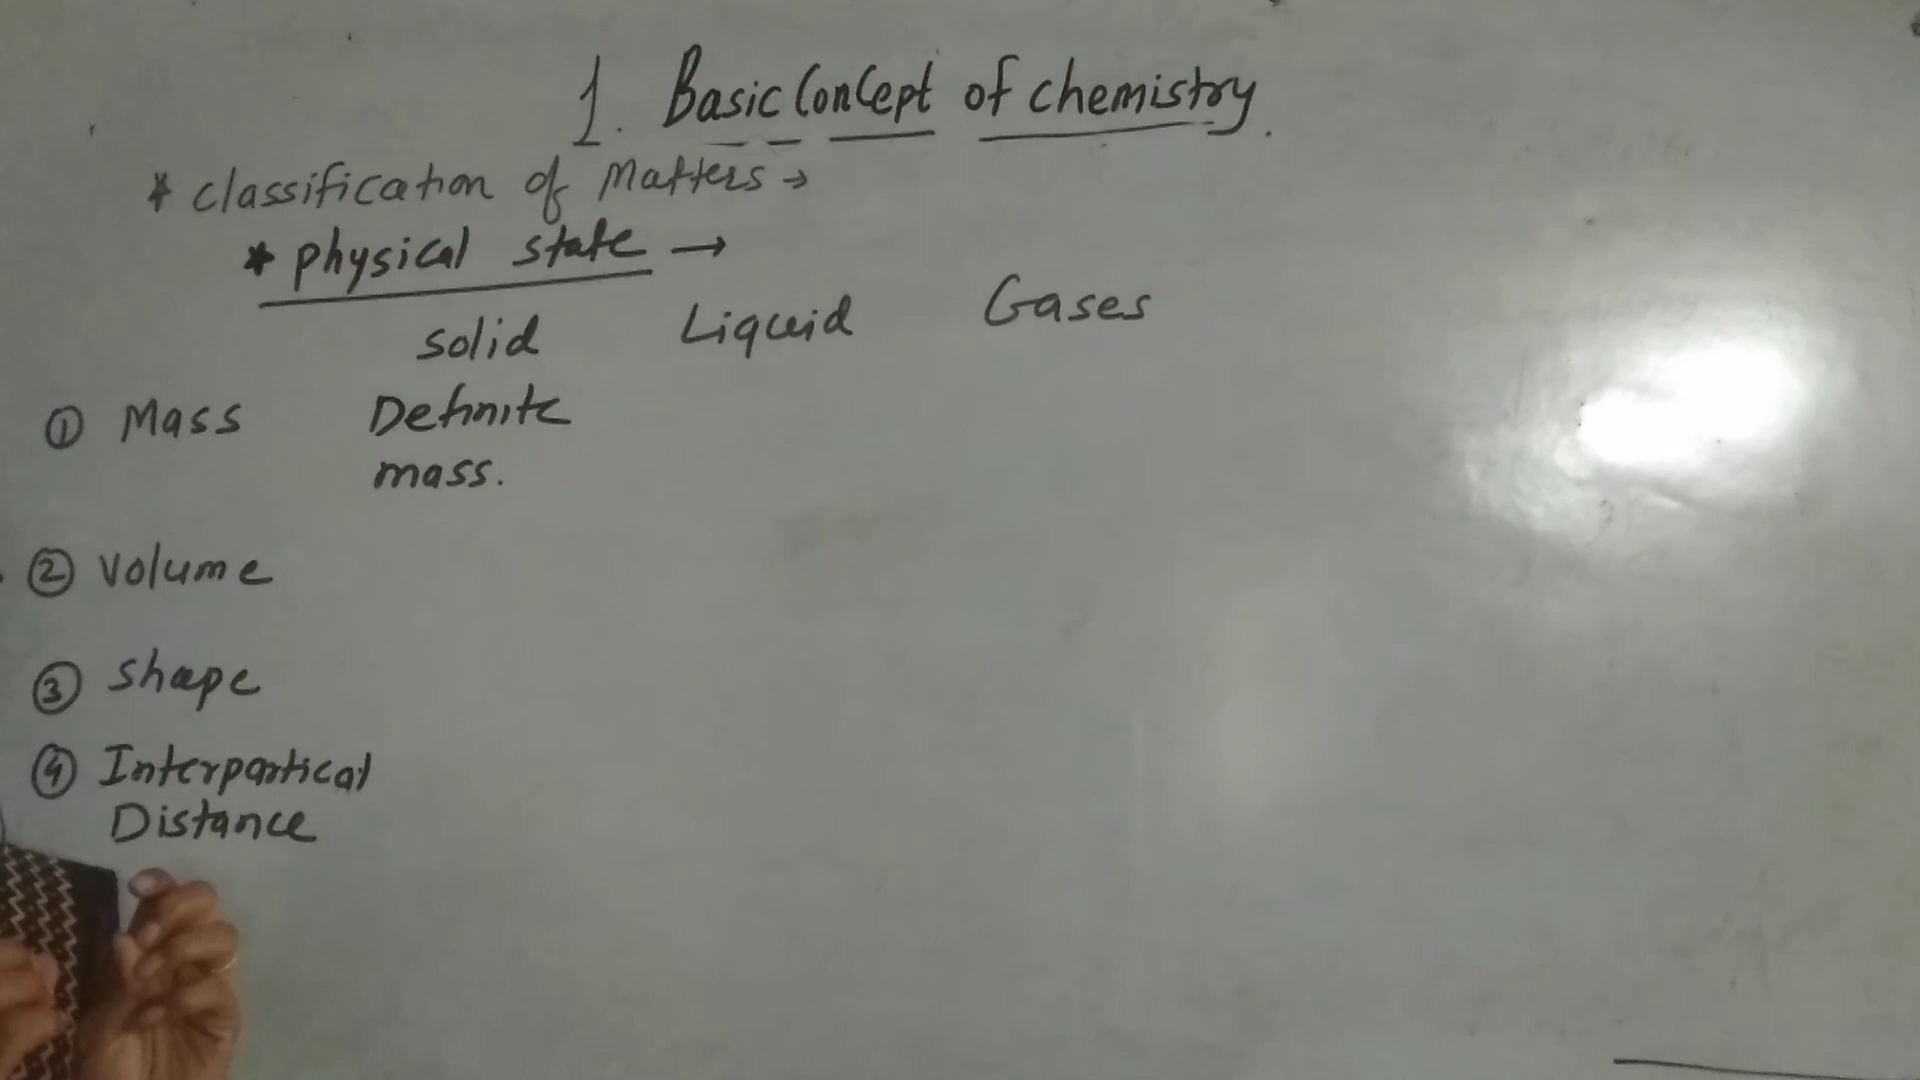 1. Basic Concept of chemistry.
* classification of Matters →
* physical state →
solid Liquid Gases
① Mass Definite
mass.
② volume
③ shape
④ Interpartical
Distance